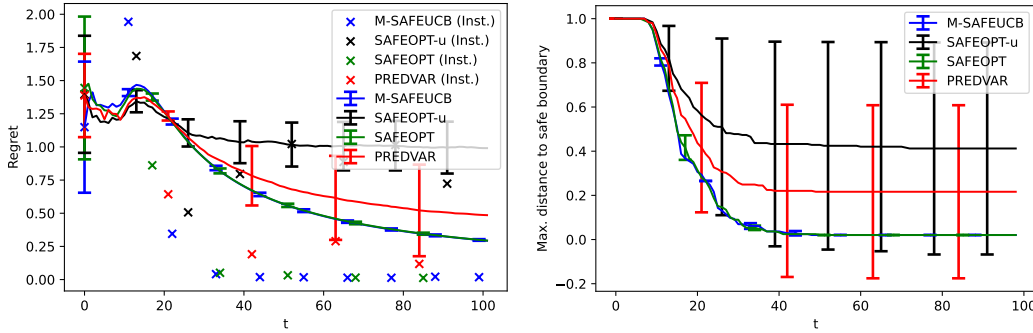 2.00
1.75
1.50
1.25
1.00
0.75
0.50
0.25
0.00
Regret
0
20
40
60
80
100
t
M-SAFEUCB (Inst.)
SAFEOPT-u (Inst.)
SAFEOPT (Inst.)
PREDVAR (Inst.)
M-SAFEUCB
SAFEOPT-u
SAFEOPT
PREDVAR
1.0
0.8
0.6
0.4
0.2
0.0
−0.2
Max. distance to safe boundary
0
20
40
60
80
100
t
M-SAFEUCB
SAFEOPT-u
SAFEOPT
PREDVAR